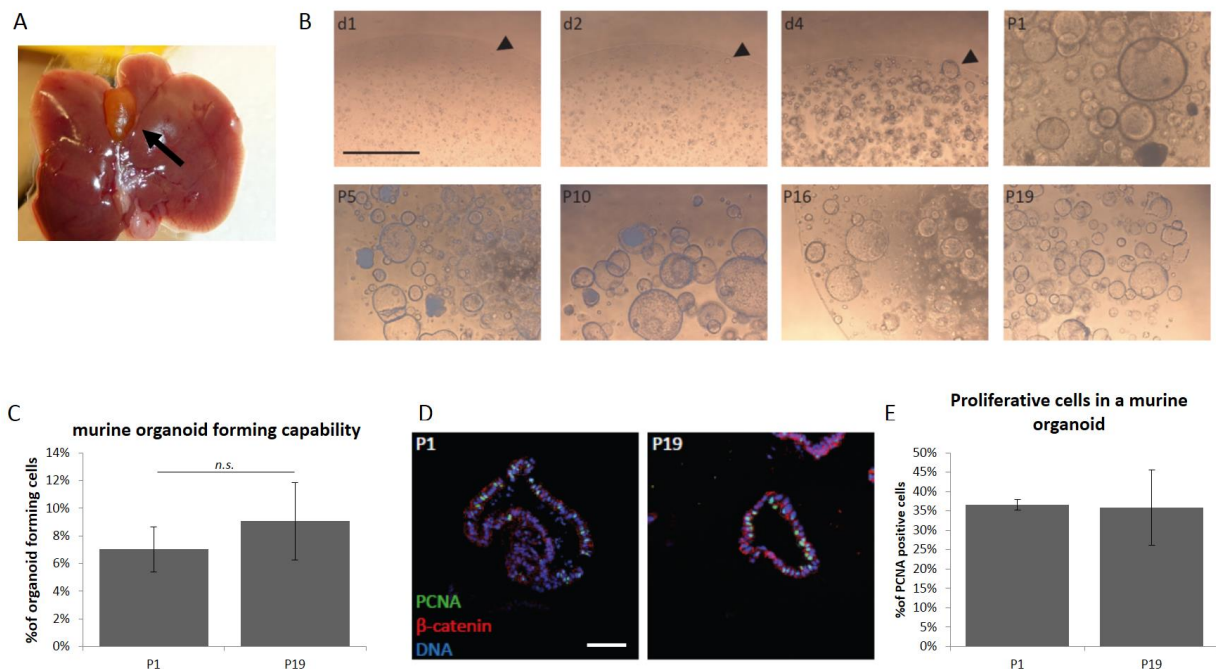 A
B
d1
d2
d4
P1
P5
P10
P16
P19
C
murine organoid forming capability
%of organoid forming cells
14%
12%
10%
8%
6%
4%
2%
0%
n.s.
P1
P19
D
P1
PCNA
β-catenin
DNA
P19
E
Proliferative cells in a murine
organoid
%of PCNA positive cells
50%
45%
40%
35%
30%
25%
20%
15%
10%
5%
0%
P1
P19